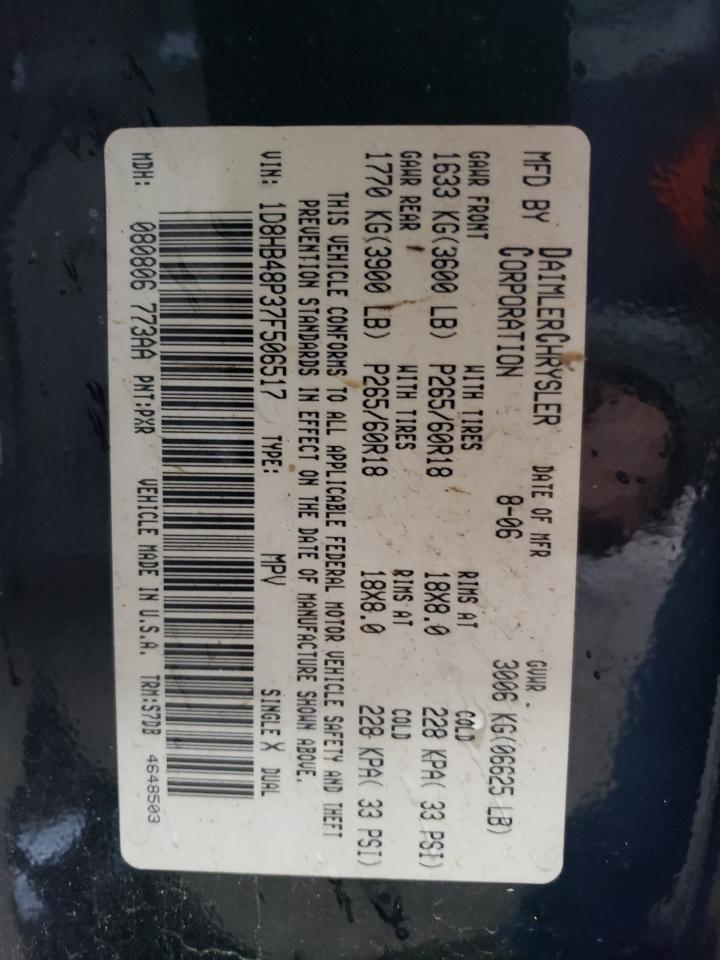 MFD BY DAIMLERCHRYSLER CORPORATION DATE OF MFR 8-06 GVWR 3006 KG(06625 LB)
GAWR FRONT WITH TIRES RIMS AT COLD
1633 KG(3600 LB) P265/60R18 18X8.0 228 KPA( 33 PSI)
GAWR REAR WITH TIRES RIMS AT COLD
1770 KG(3900 LB) P265/60R18 18X8.0 228 KPA( 33 PSI)
THIS VEHICLE CONFORMS TO ALL APPLICABLE FEDERAL MOTOR VEHICLE SAFETY AND THEFT
PREVENTION STANDARDS IN EFFECT ON THE DATE OF MANUFACTURE SHOWN ABOVE.
VIN: 1D8HB48P37F506517 TYPE: MPV SINGLE X DUAL
MDH: 080806 773AA PNT:PXR VEHICLE MADE IN U.S.A. TRM:S7DB 4648503